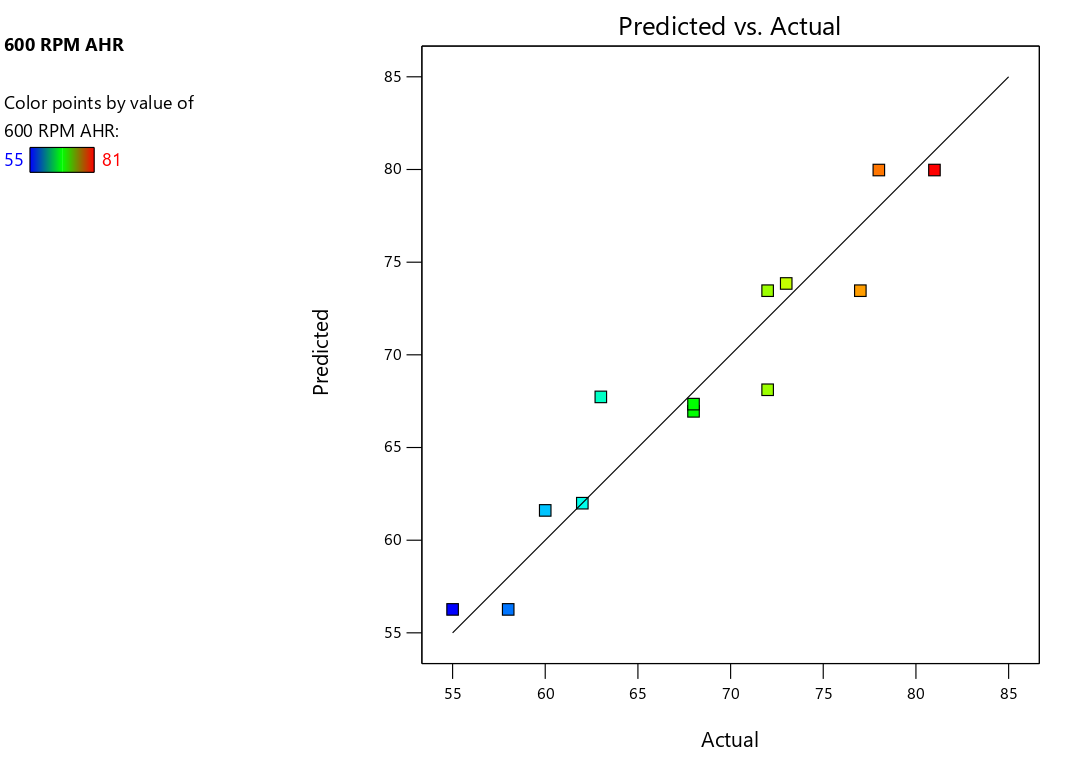 Predicted vs. Actual
600 RPM AHR
Color points by value of
600 RPM AHR:
55 81
Predicted
85
80
75
70
65
60
55
55 60 65 70 75 80 85
Actual